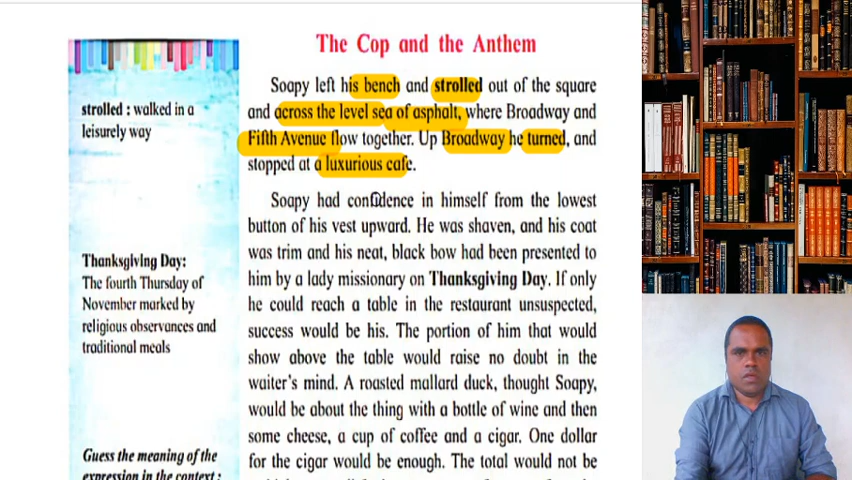 The Cop and the Anthem
Soapy left his bench and strolled out of the square
and across the level sea of asphalt, where Broadway and
Fifth Avenue flow together. Up Broadway he turned, and
stopped at a luxurious cafe.
Soapy had confidence in himself from the lowest
button of his vest upward. He was shaven, and his coat
was trim and his neat, black bow had been presented to
him by a lady missionary on Thanksgiving Day. If only
he could reach a table in the restaurant unsuspected,
success would be his. The portion of him that would
show above the table would raise no doubt in the
waiter's mind. A roasted mallard duck, thought Soapy,
would be about the thing with a bottle of wine and then
some cheese, a cup of coffee and a cigar. One dollar
for the cigar would be enough. The total would not be
strolled : walked in a
leisurely way
Thanksgiving Day:
The fourth Thursday of
November marked by
religious observances and
traditional meals
Guess the meaning of the
expression in the context :